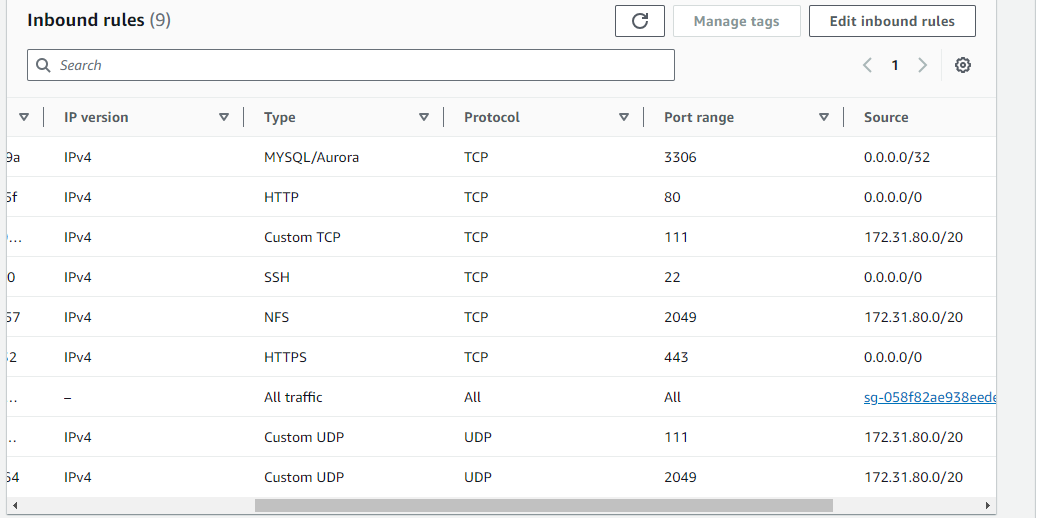 Inbound rules (9)
Manage tags
Edit inbound rules
Search
1
IP version Type Protocol Port range Source
9a IPv4 MYSQL/Aurora TCP 3306 0.0.0.0/32
5f IPv4 HTTP TCP 80 0.0.0.0/0
… IPv4 Custom TCP TCP 111 172.31.80.0/20
0 IPv4 SSH TCP 22 0.0.0.0/0
57 IPv4 NFS TCP 2049 172.31.80.0/20
2 IPv4 HTTPS TCP 443 0.0.0.0/0
.. – All traffic All All sg-058f82ae938eede
.. IPv4 Custom UDP UDP 111 172.31.80.0/20
64 IPv4 Custom UDP UDP 2049 172.31.80.0/20